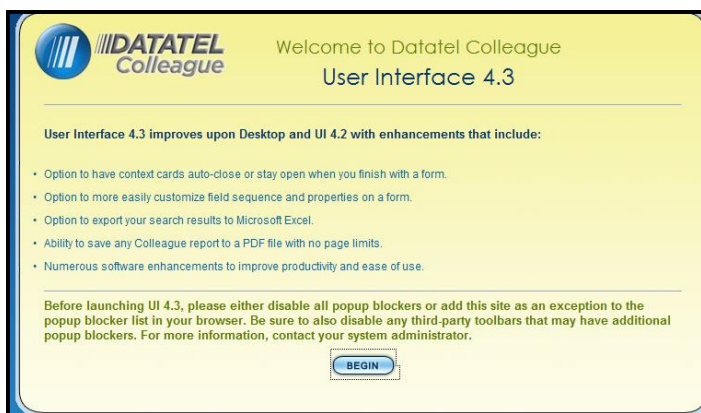 DATATEL
Colleague
Welcome to Datatel Colleague
User Interface 4.3
User Interface 4.3 improves upon Desktop and UI 4.2 with enhancements that include:
• Option to have context cards auto-close or stay open when you finish with a form.
• Option to more easily customize field sequence and properties on a form.
• Option to export your search results to Microsoft Excel.
• Ability to save any Colleague report to a PDF file with no page limits.
• Numerous software enhancements to improve productivity and ease of use.
Before launching UI 4.3, please either disable all popup blockers or add this site as an exception to the
popup blocker list in your browser. Be sure to also disable any third-party toolbars that may have additional
popup blockers. For more information, contact your system administrator.
BEGIN